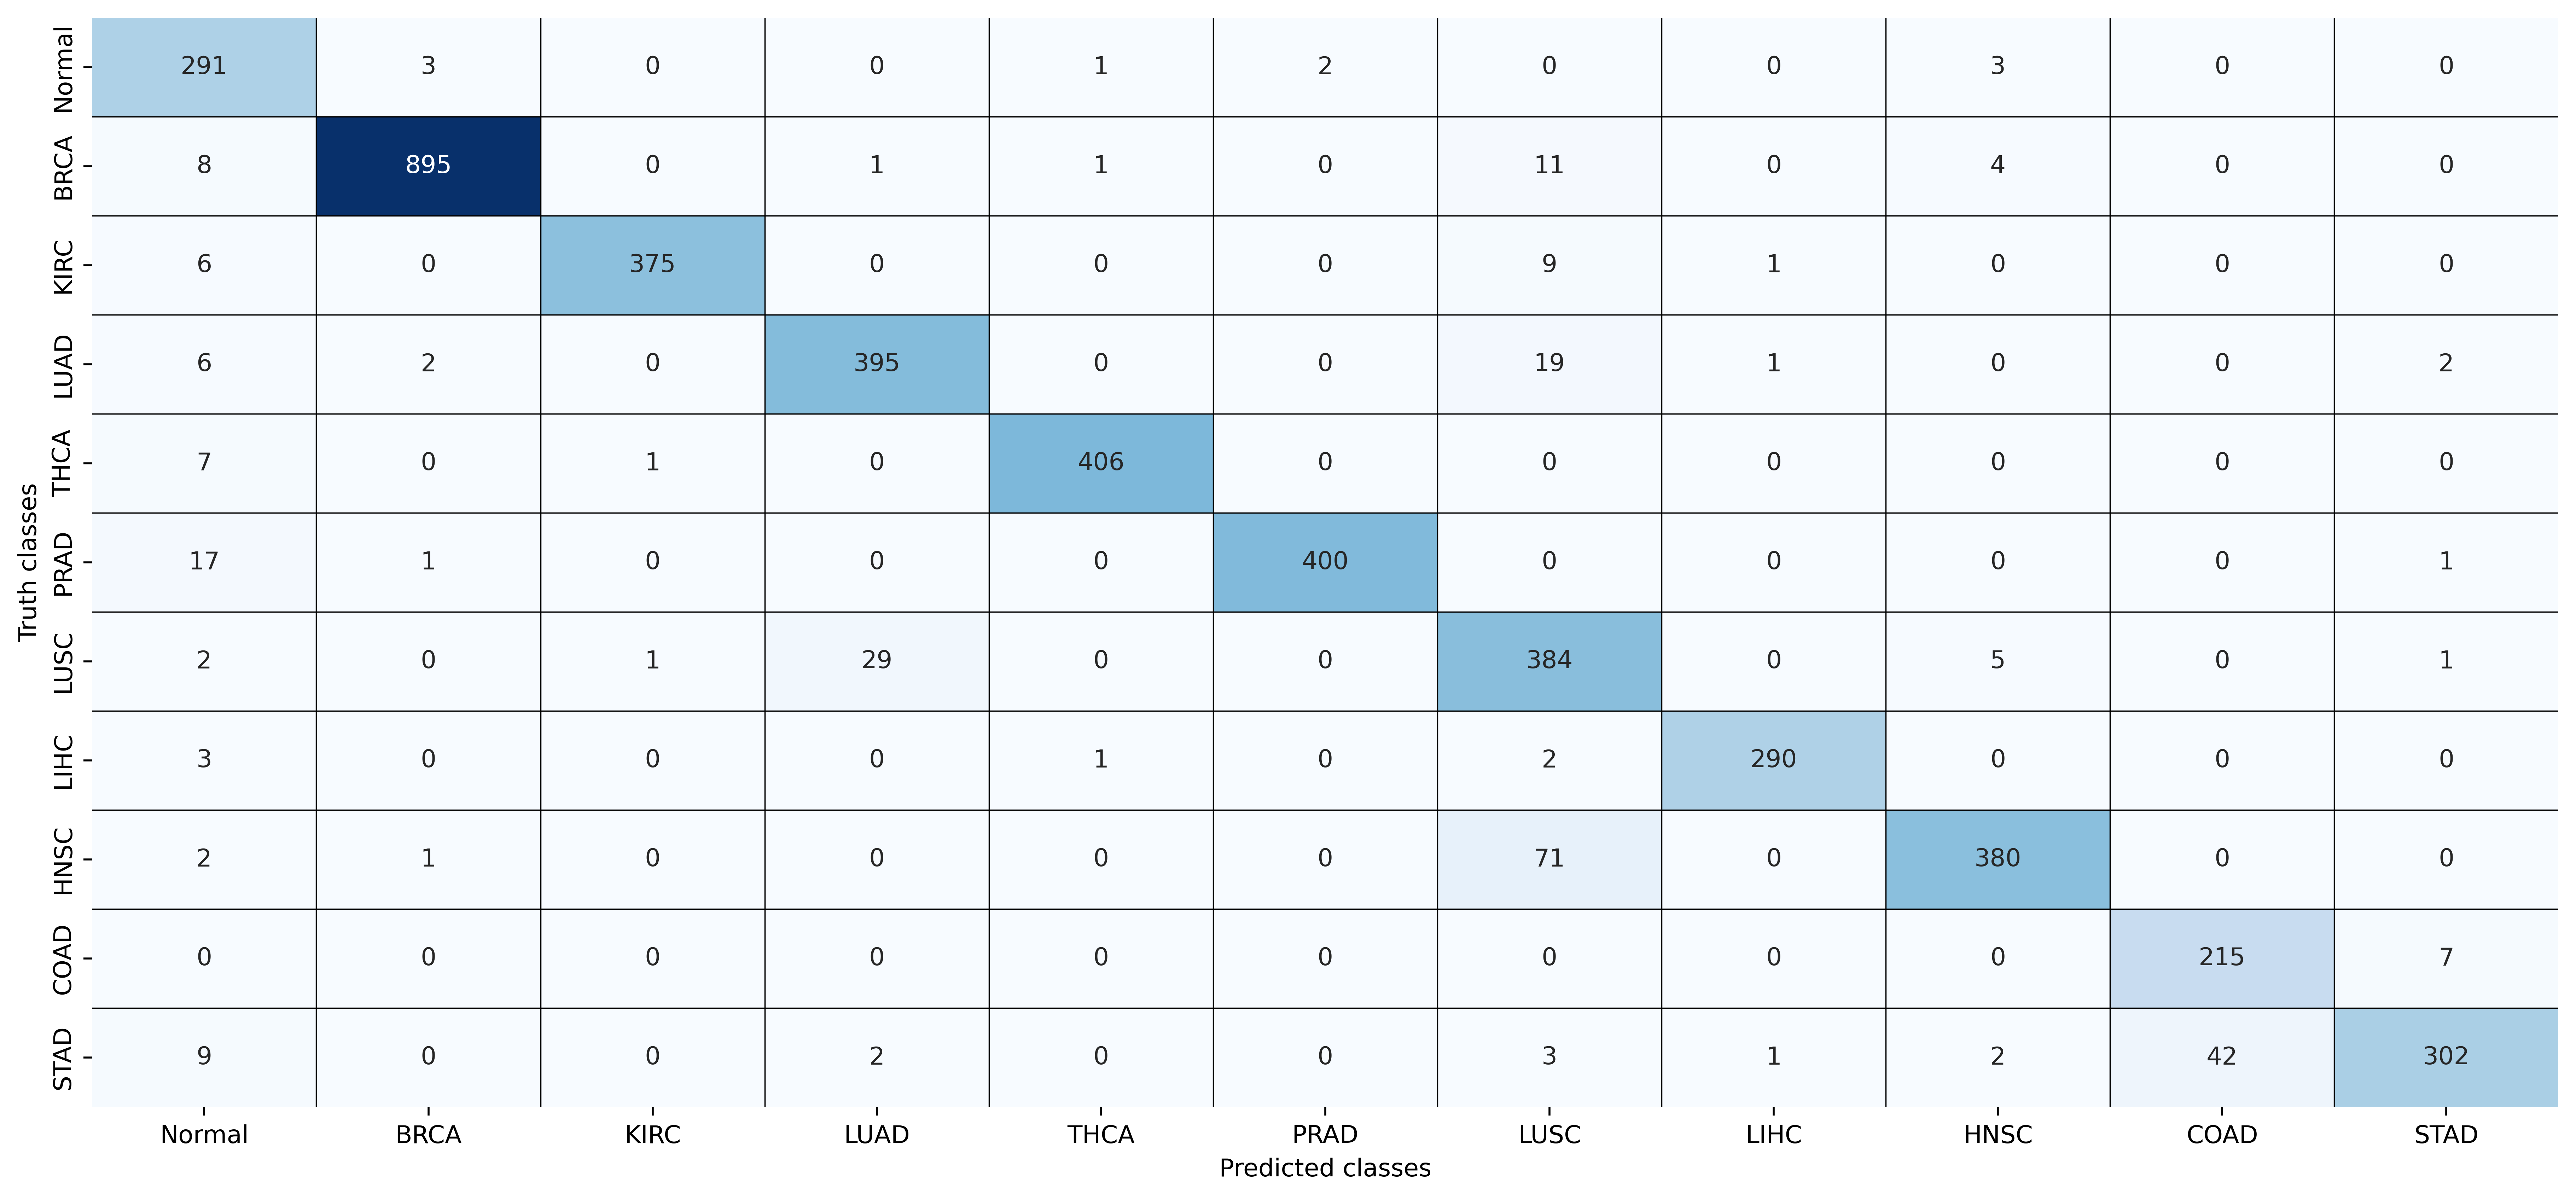 Truth classes
Normal 291 3 0 0 1 2 0 0 3 0 0
BRCA 8 895 0 1 1 0 11 0 4 0 0
KIRC 6 0 375 0 0 0 9 1 0 0 0
LUAD 6 2 0 395 0 0 19 1 0 0 2
THCA 7 0 1 0 406 0 0 0 0 0 0
PRAD 17 1 0 0 0 400 0 0 0 0 1
LUSC 2 0 1 29 0 0 384 0 5 0 1
LIHC 3 0 0 0 1 0 2 290 0 0 0
HNSC 2 1 0 0 0 0 71 0 380 0 0
COAD 0 0 0 0 0 0 0 0 0 215 7
STAD 9 0 0 2 0 0 3 1 2 42 302
Normal BRCA KIRC LUAD THCA PRAD LUSC LIHC HNSC COAD STAD
Predicted classes